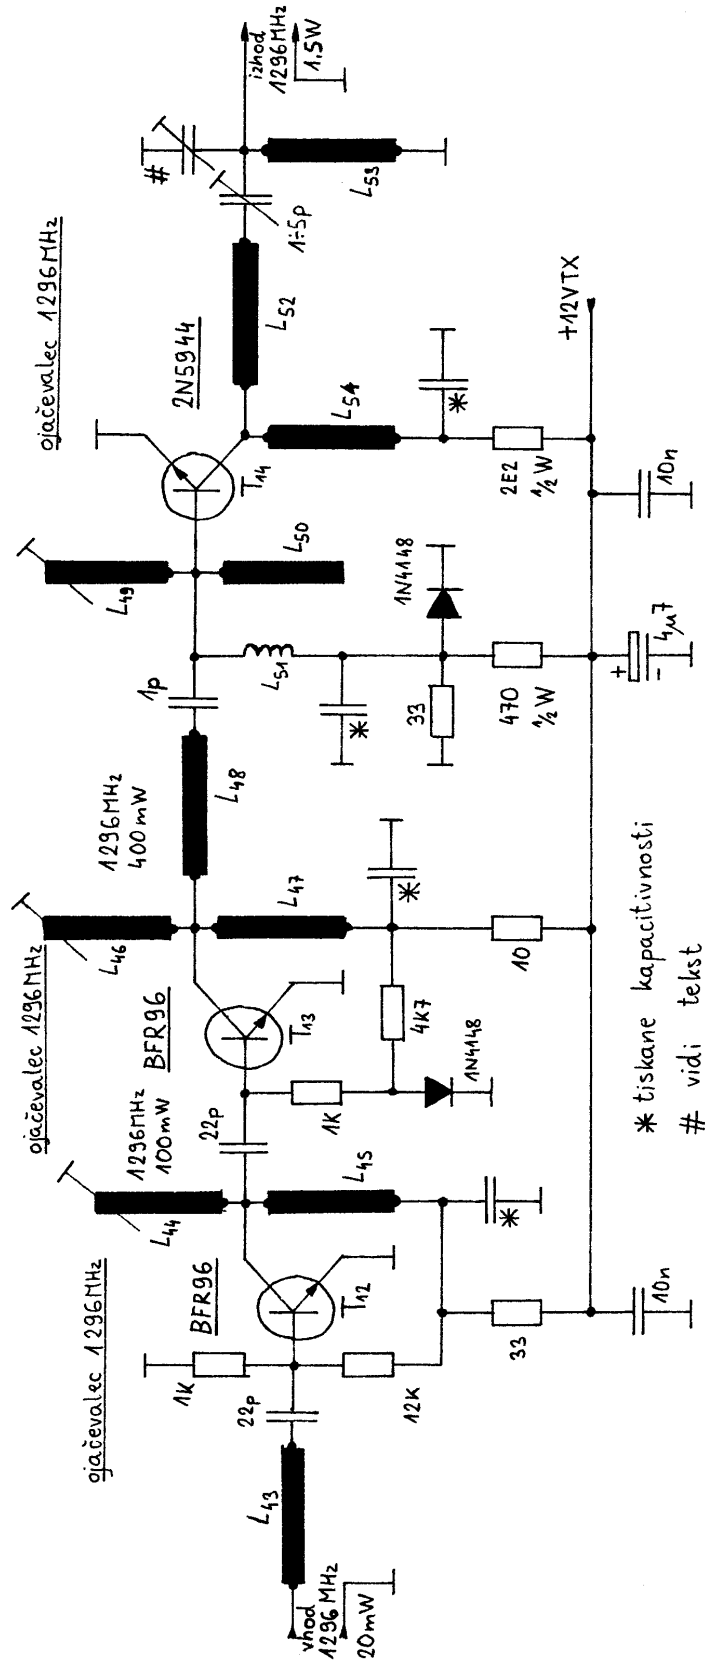 ojačevalec 1296MHz
ojačevalec 1296MHz
ojačevalec 1296MHz
vhod
1296MHz
20mW
L43
22p
1K
BFR96
T12
12K
L44
1296MHz
100mW
L45
*
33
10n
22p
BFR96
T13
1K
1N4148
4K7
L46
1296MHz
400mW
L47
*
10
L48
1p
L51
*
33
1N4148
470
1/2W
+
-
4µ7
L49
L50
2N5944
T14
L52
L54
*
2E2
1/2W
10n
+12VTX
1÷5p
#
L53
izhod
1296MHz
1.5W
* tiskane kapacitivnosti
# vidi tekst